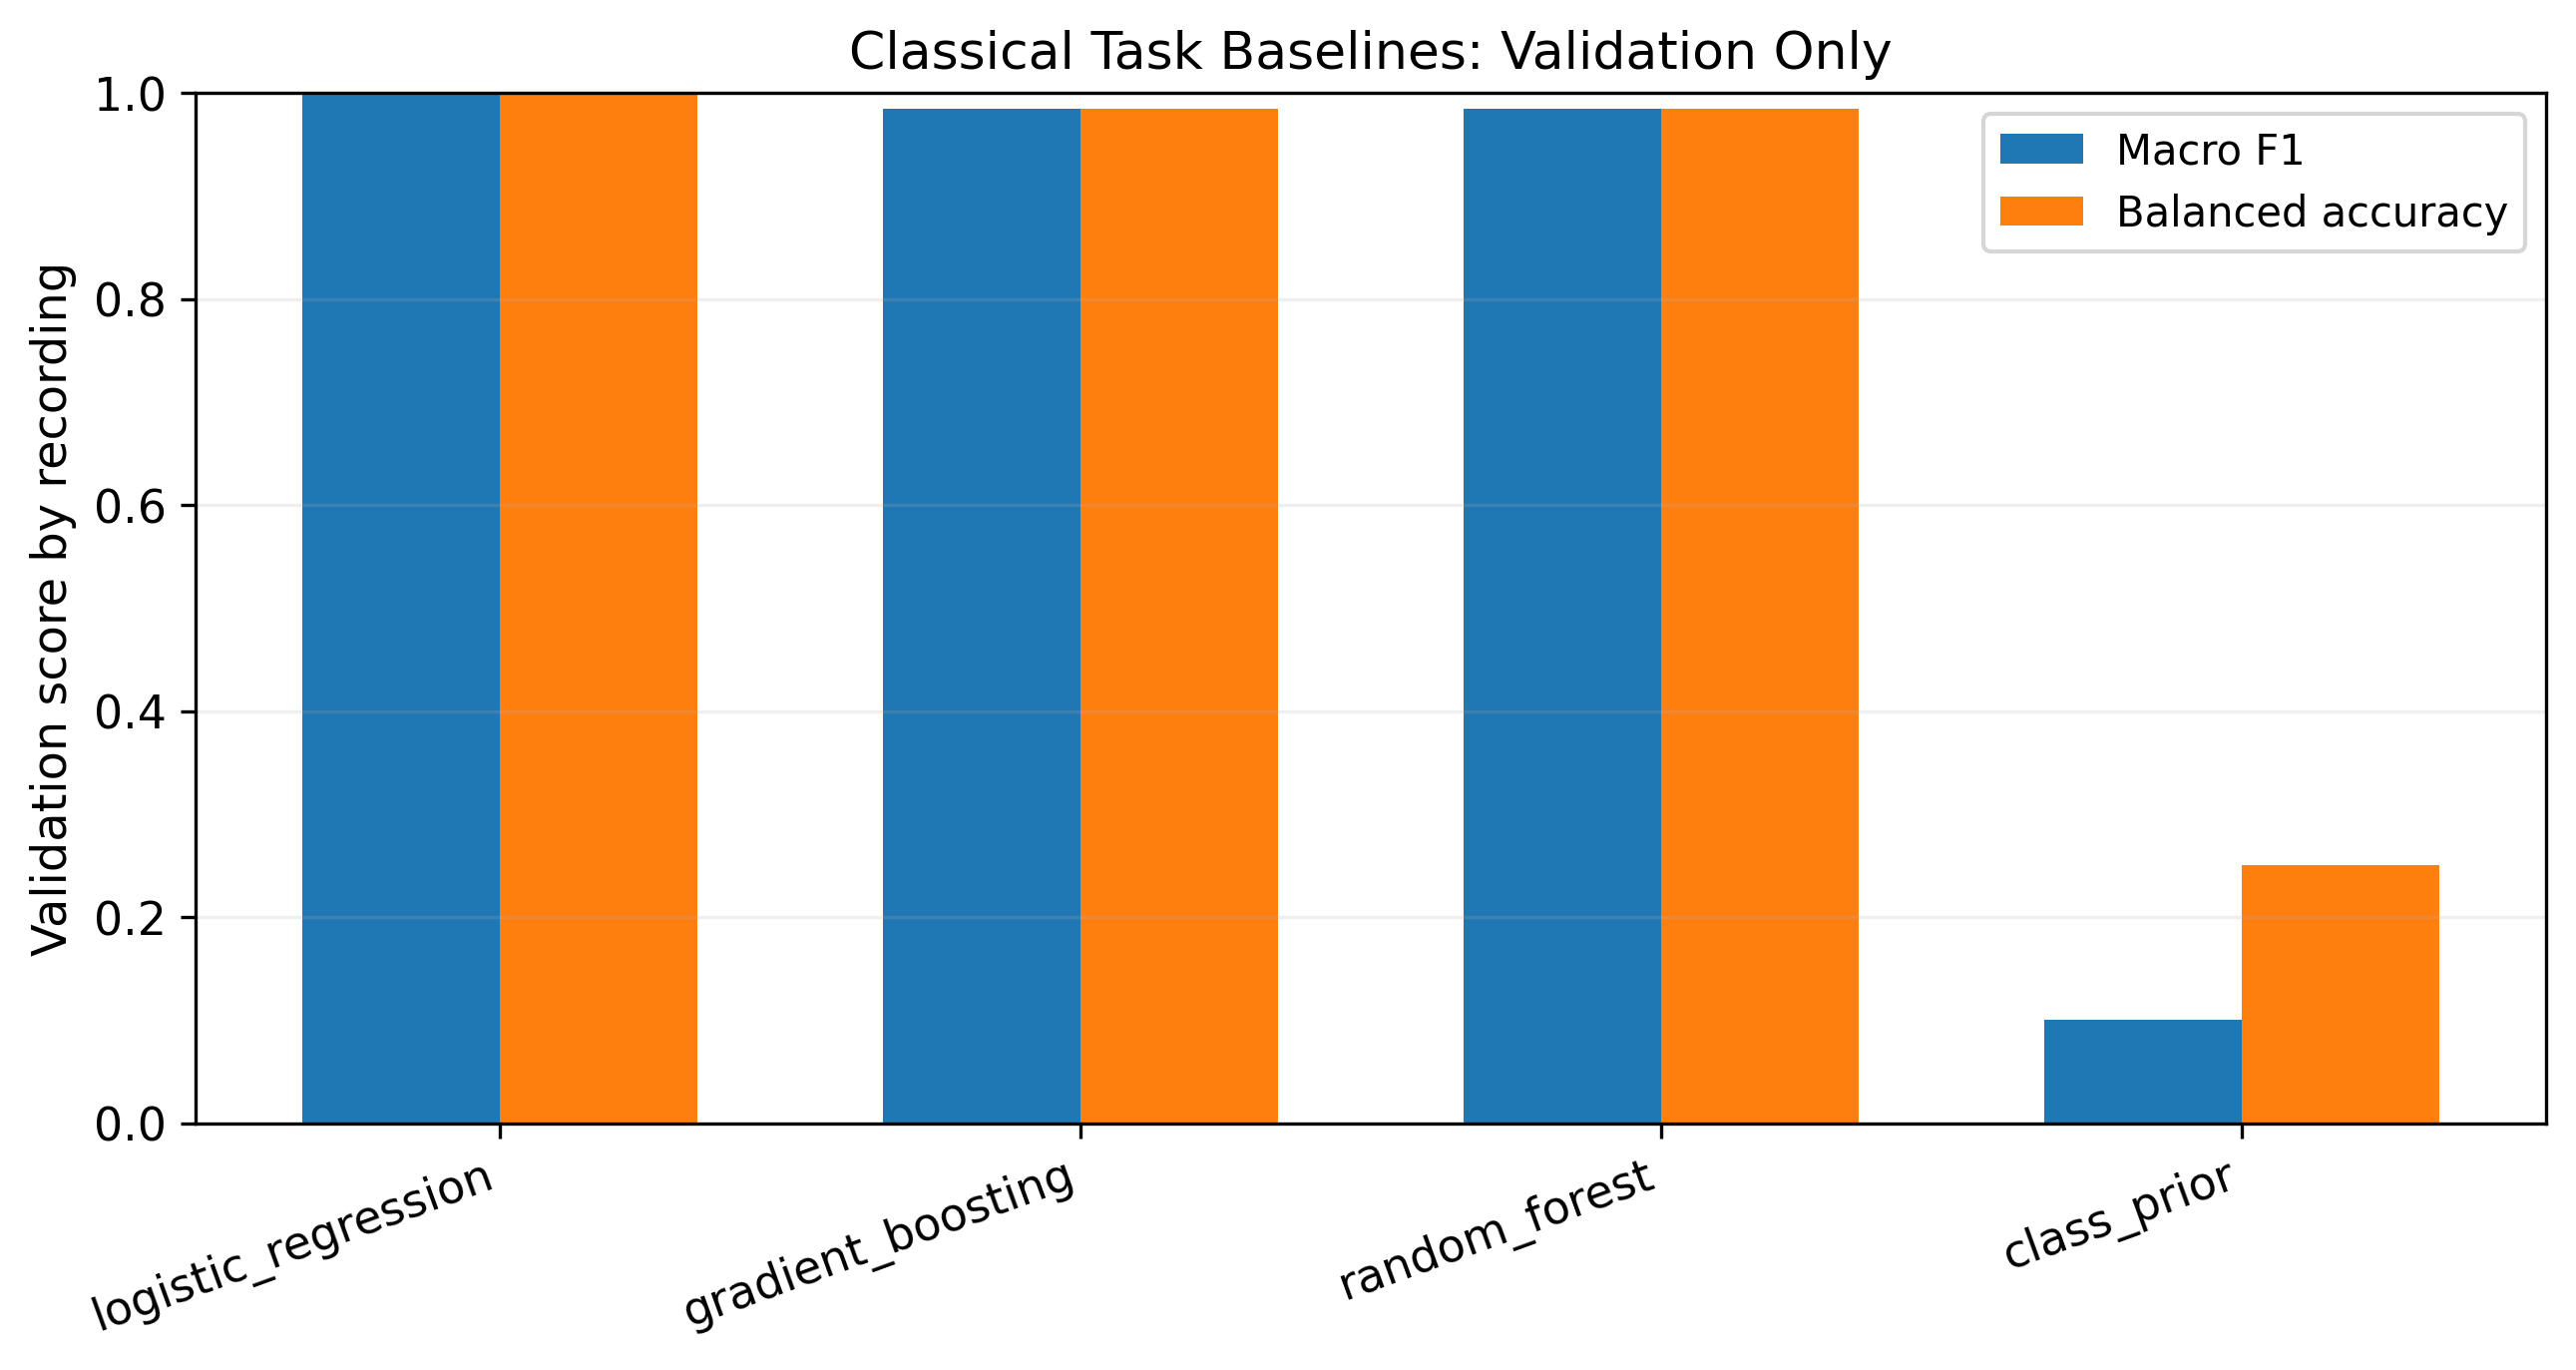 Classical Task Baselines: Validation Only
Validation score by recording
1.0
0.8
0.6
0.4
0.2
0.0
Macro F1
Balanced accuracy
logistic_regression
gradient_boosting
random_forest
class_prior